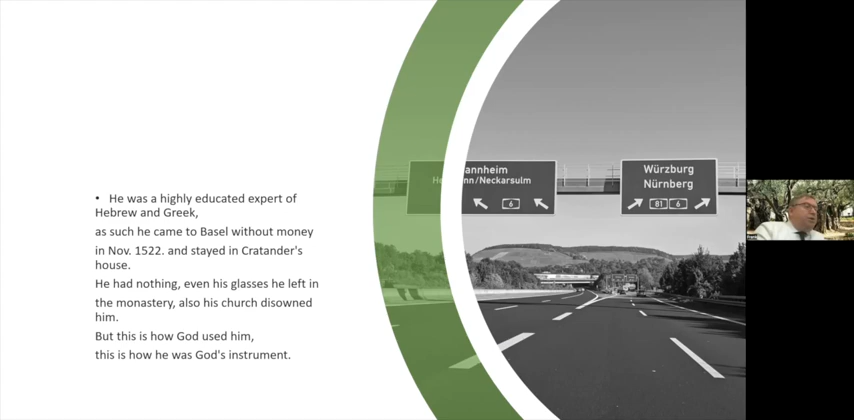 • He was a highly educated expert of
Hebrew and Greek,
as such he came to Basel without money
in Nov. 1522. and stayed in Cratander's
house.
He had nothing, even his glasses he left in
the monastery, also his church disowned
him.
But this is how God used him,
this is how he was God's instrument.
annheim
nn/Neckarsulm
6
Würzburg
Nürnberg
81 6